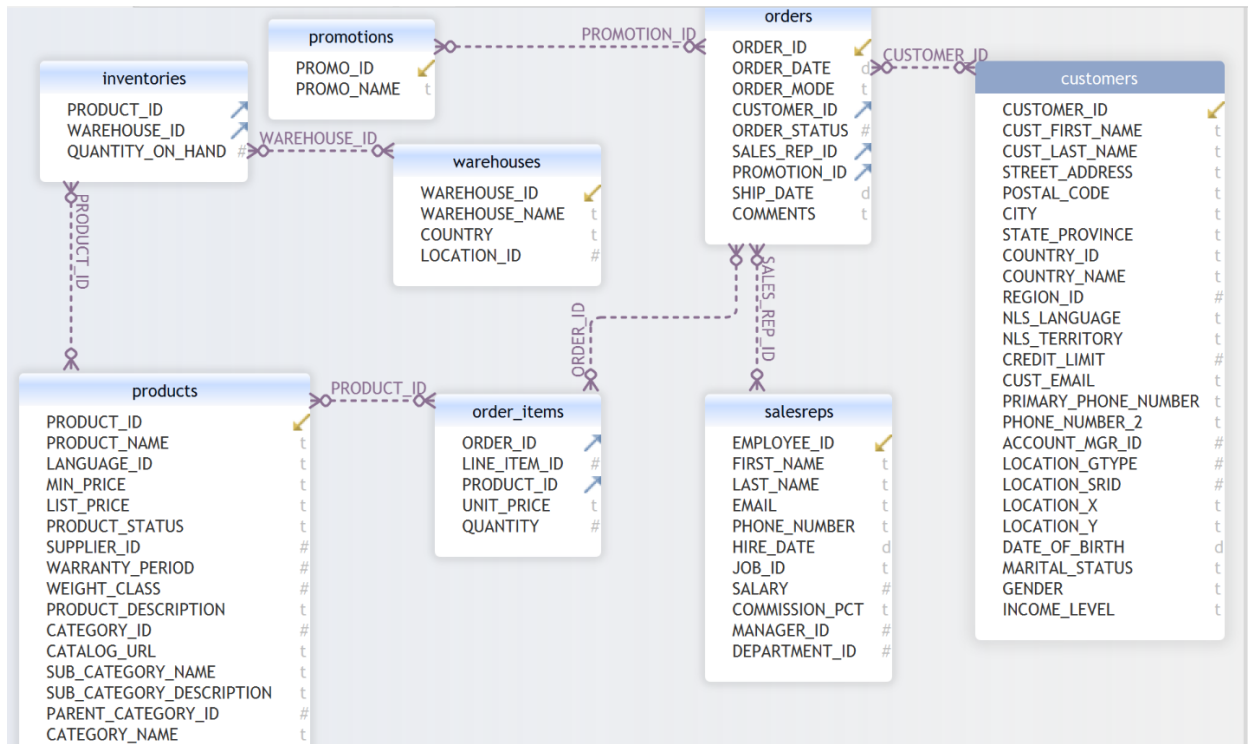 promotions
PROMO_ID
PROMO_NAME t
PROMOTION_ID
orders
ORDER_ID
ORDER_DATE d
ORDER_MODE t
CUSTOMER_ID
ORDER_STATUS #
SALES_REP_ID
PROMOTION_ID
SHIP_DATE d
COMMENTS t
CUSTOMER_ID
customers
CUSTOMER_ID
CUST_FIRST_NAME t
CUST_LAST_NAME t
STREET_ADDRESS t
POSTAL_CODE t
CITY t
STATE_PROVINCE t
COUNTRY_ID t
COUNTRY_NAME t
REGION_ID #
NLS_LANGUAGE t
NLS_TERRITORY t
CREDIT_LIMIT #
CUST_EMAIL t
PRIMARY_PHONE_NUMBER t
PHONE_NUMBER_2 t
ACCOUNT_MGR_ID #
LOCATION_GTYPE #
LOCATION_SRID #
LOCATION_X t
LOCATION_Y t
DATE_OF_BIRTH d
MARITAL_STATUS t
GENDER t
INCOME_LEVEL t
inventories
PRODUCT_ID
WAREHOUSE_ID
QUANTITY_ON_HAND #
WAREHOUSE_ID
warehouses
WAREHOUSE_ID
WAREHOUSE_NAME t
COUNTRY t
LOCATION_ID #
PRODUCT_ID
ORDER_ID
SALES_REP_ID
products
PRODUCT_ID
PRODUCT_NAME t
LANGUAGE_ID t
MIN_PRICE t
LIST_PRICE t
PRODUCT_STATUS t
SUPPLIER_ID #
WARRANTY_PERIOD #
WEIGHT_CLASS #
PRODUCT_DESCRIPTION t
CATEGORY_ID #
CATALOG_URL t
SUB_CATEGORY_NAME t
SUB_CATEGORY_DESCRIPTION t
PARENT_CATEGORY_ID #
CATEGORY_NAME t
PRODUCT_ID
order_items
ORDER_ID
LINE_ITEM_ID #
PRODUCT_ID
UNIT_PRICE t
QUANTITY #
salesreps
EMPLOYEE_ID
FIRST_NAME t
LAST_NAME t
EMAIL t
PHONE_NUMBER t
HIRE_DATE d
JOB_ID t
SALARY #
COMMISSION_PCT t
MANAGER_ID #
DEPARTMENT_ID #